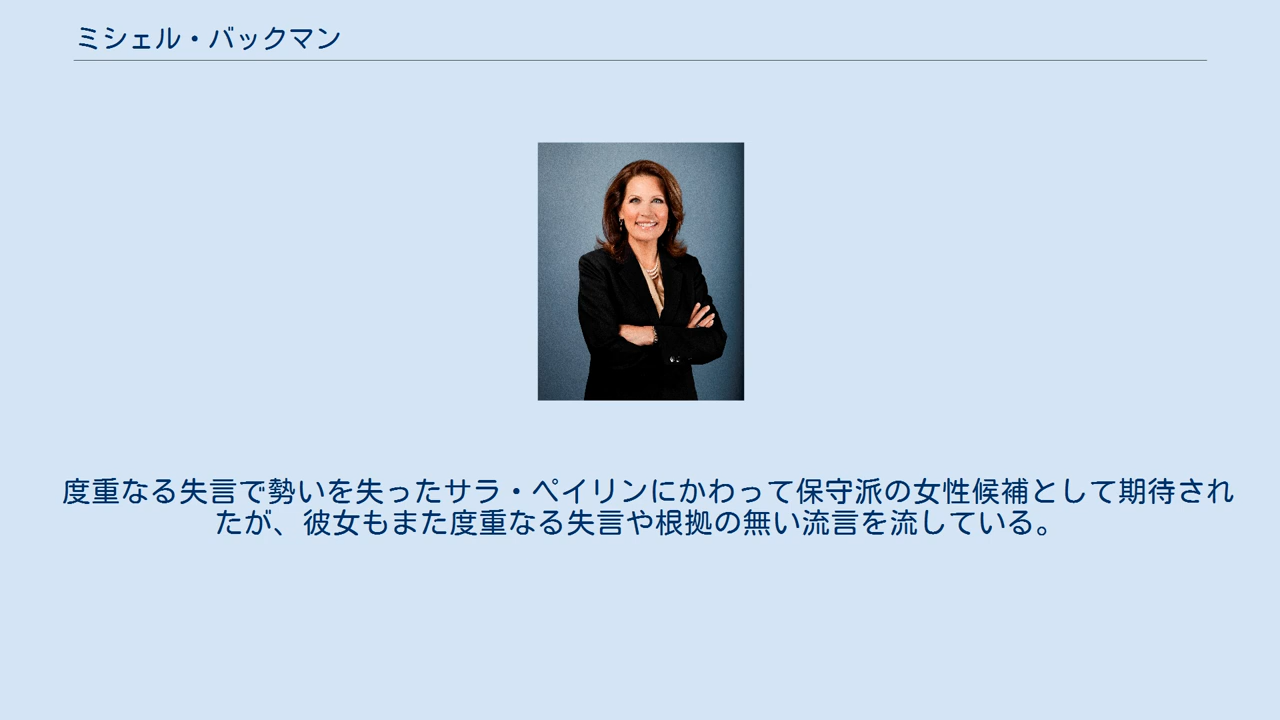 ミシェル・バックマン
度重なる失言で勢いを失ったサラ・ペイリンにかわって保守派の女性候補として期待され
たが、彼女もまた度重なる失言や根拠の無い流言を流している。